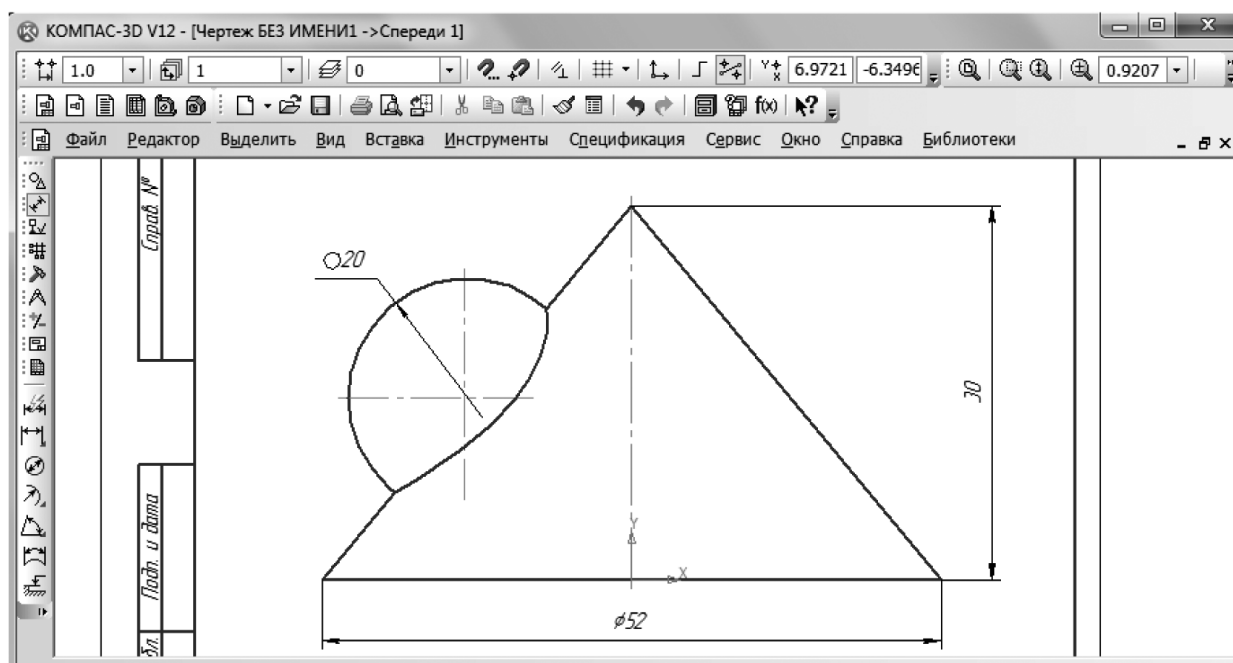 КОМПАС-3D V12 - [Чертеж БЕЗ ИМЕНИ1 ->Спереди 1]
1.0 1 0 6.9721 -6.3496 0.9207
f(x)
Файл Редактор Выделить Вид Вставка Инструменты Спецификация Сервис Окно Справка Библиотеки
Справ. №
20
30
Y
X
Подп. и дата
ϕ52